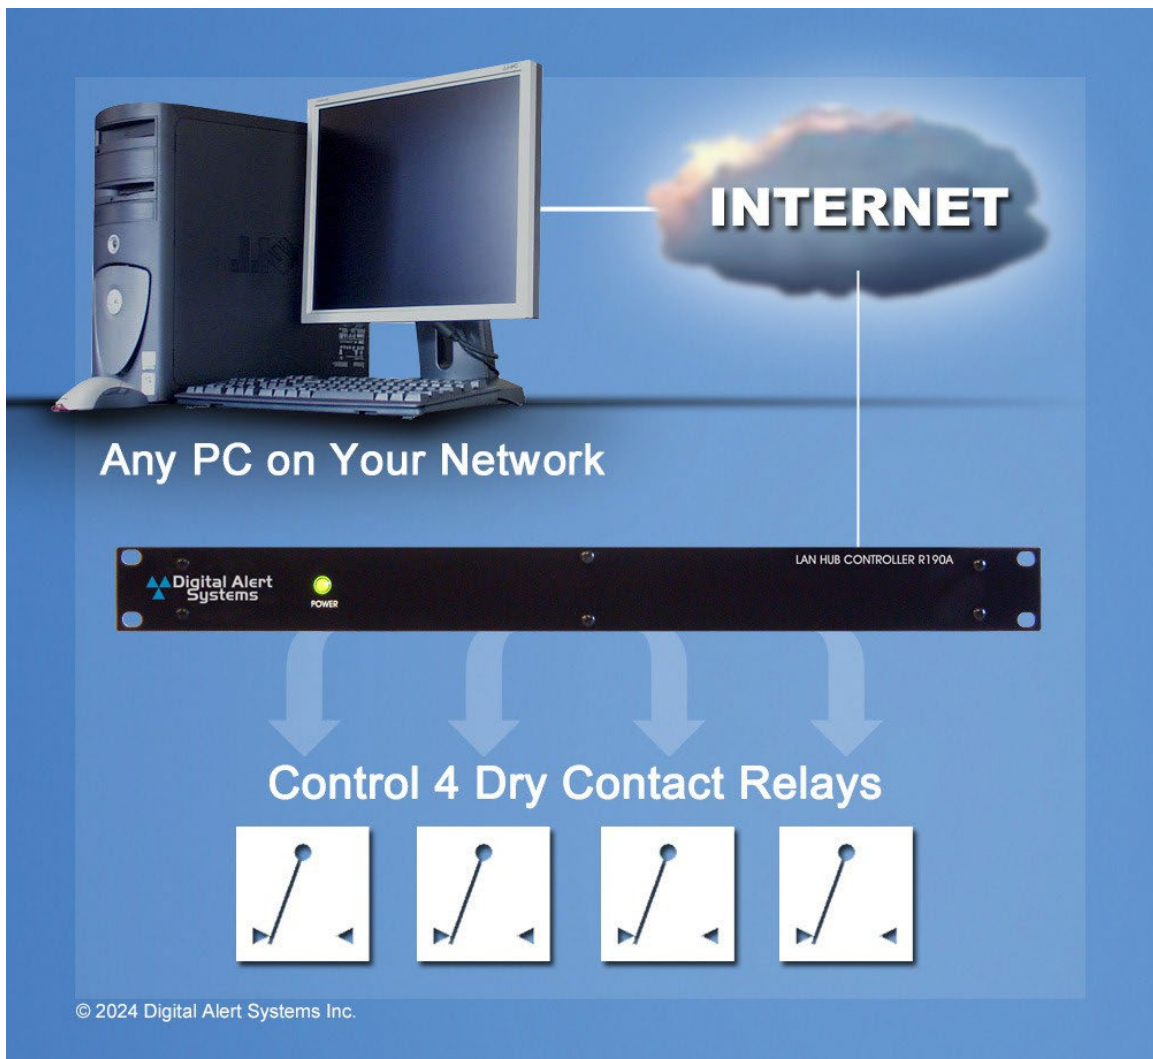 INTERNET
Any PC on Your Network
LAN HUB CONTROLLER R190A
Digital Alert
Systems
POWER
Control 4 Dry Contact Relays
© 2024 Digital Alert Systems Inc.